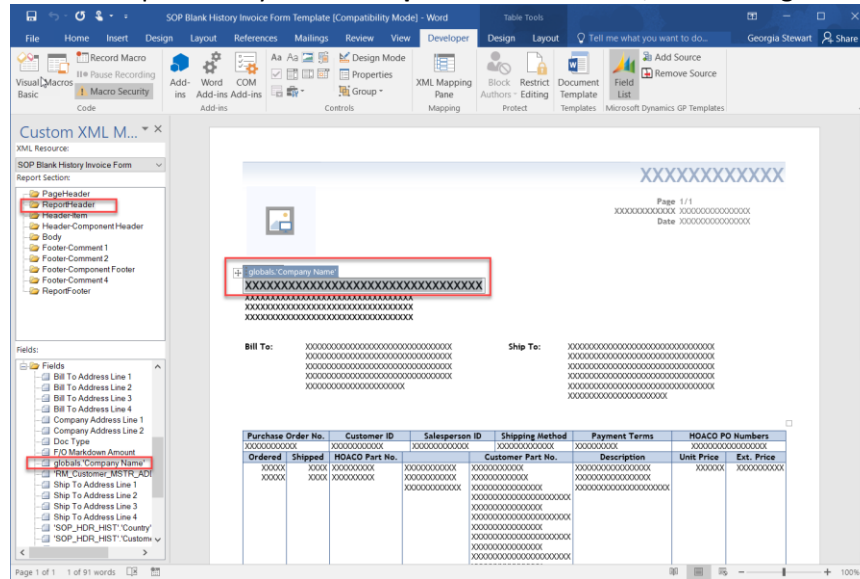 SOP Blank History Invoice Form Template [Compatibility Mode] - Word
Table Tools
File Home Insert Design Layout References Mailings Review View Developer Design Layout Tell me what you want to do... Georgia Stewart Share
Visual Basic
Macros
Record Macro
Pause Recording
Macro Security
Code
Add-ins
Word Add-ins
COM Add-ins
Add-ins
Aa Aa
Design Mode
Properties
Group
Controls
XML Mapping Pane
Mapping
Block Authors
Restrict Editing
Protect
Document Template
Templates
Field List
Add Source
Remove Source
Microsoft Dynamics GP Templates
Custom XML M...
XML Resource:
SOP Blank History Invoice Form
Report Section:
PageHeader
ReportHeader
Header-Item
Header-Component Header
Body
Footer-Comment 1
Footer-Comment 2
Footer-Component Footer
Footer-Comment 4
ReportFooter
Fields:
Fields
Bill To Address Line 1
Bill To Address Line 2
Bill To Address Line 3
Bill To Address Line 4
Company Address Line 1
Company Address Line 2
Doc Type
F/O Markdown Amount
globals.'Company Name'
'RM_Customer_MSTR_ADI
Ship To Address Line 1
Ship To Address Line 2
Ship To Address Line 3
Ship To Address Line 4
'SOP_HDR_HIST'.'Country'
'SOP_HDR_HIST'.'Custom
XXXXXXXXXXXXX
Page 1/1
XXXXXXXXXXXX XXXXXXXXXXXXXX
Date XXXXXXXXXXXXXX
globals.'Company Name'
Bill To:
Ship To:
Purchase Order No. Customer ID Salesperson ID Shipping Method Payment Terms HOACO PO Numbers
Ordered Shipped HOACO Part No. Customer Part No. Description Unit Price Ext. Price
Page 1 of 1 1 of 91 words
100%